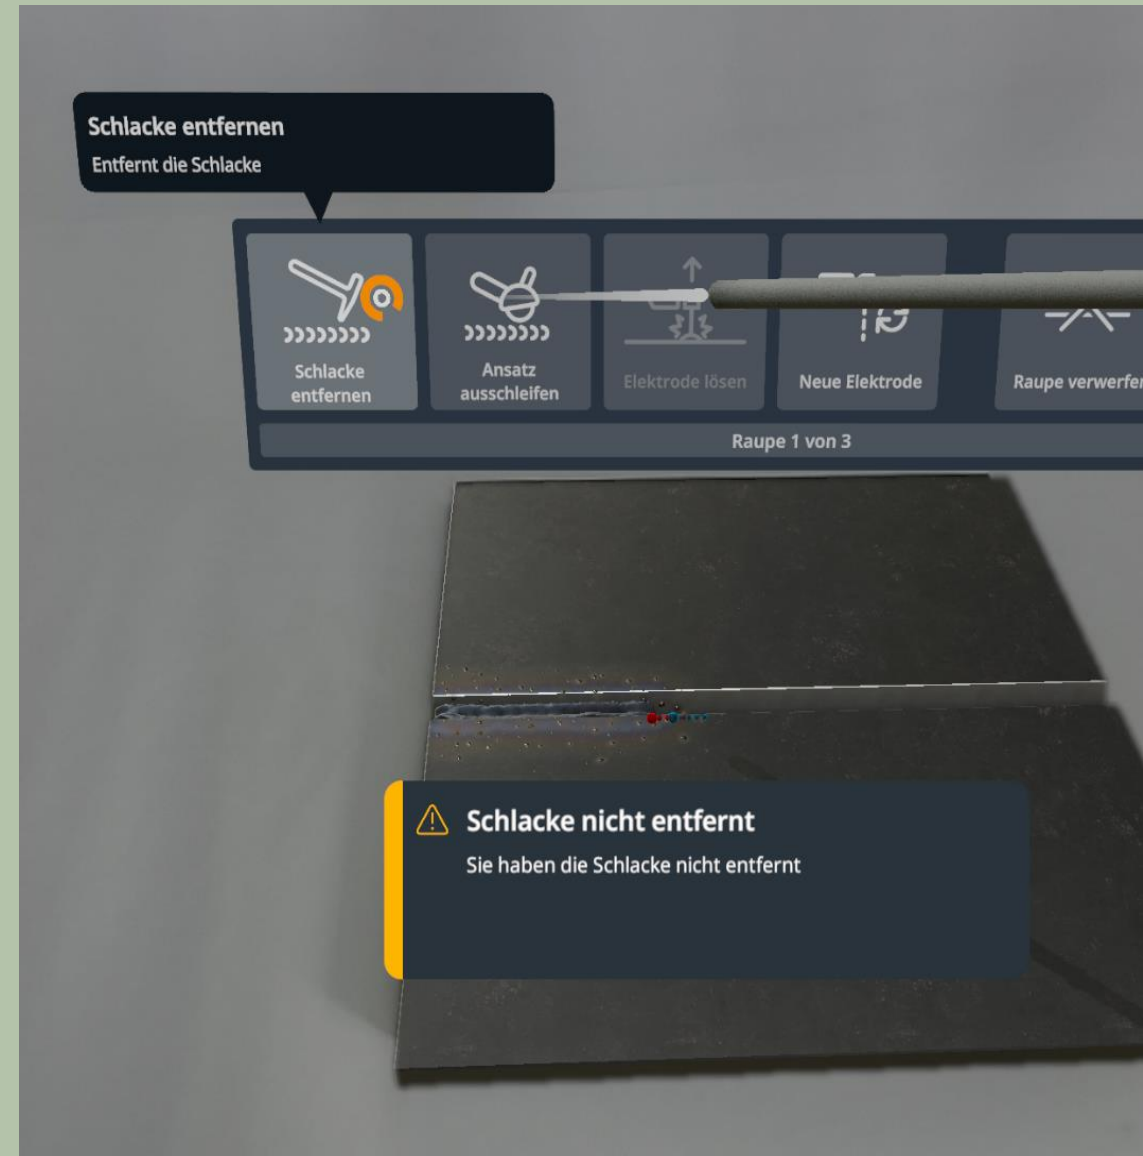 Schlacke entfernen
Entfernt die Schlacke
Schlacke
entfernen
Ansatz
ausschleifen
Elektrode lösen
Neue Elektrode
Raupe verwerfen
Raupe 1 von 3
Schlacke nicht entfernt
Sie haben die Schlacke nicht entfernt